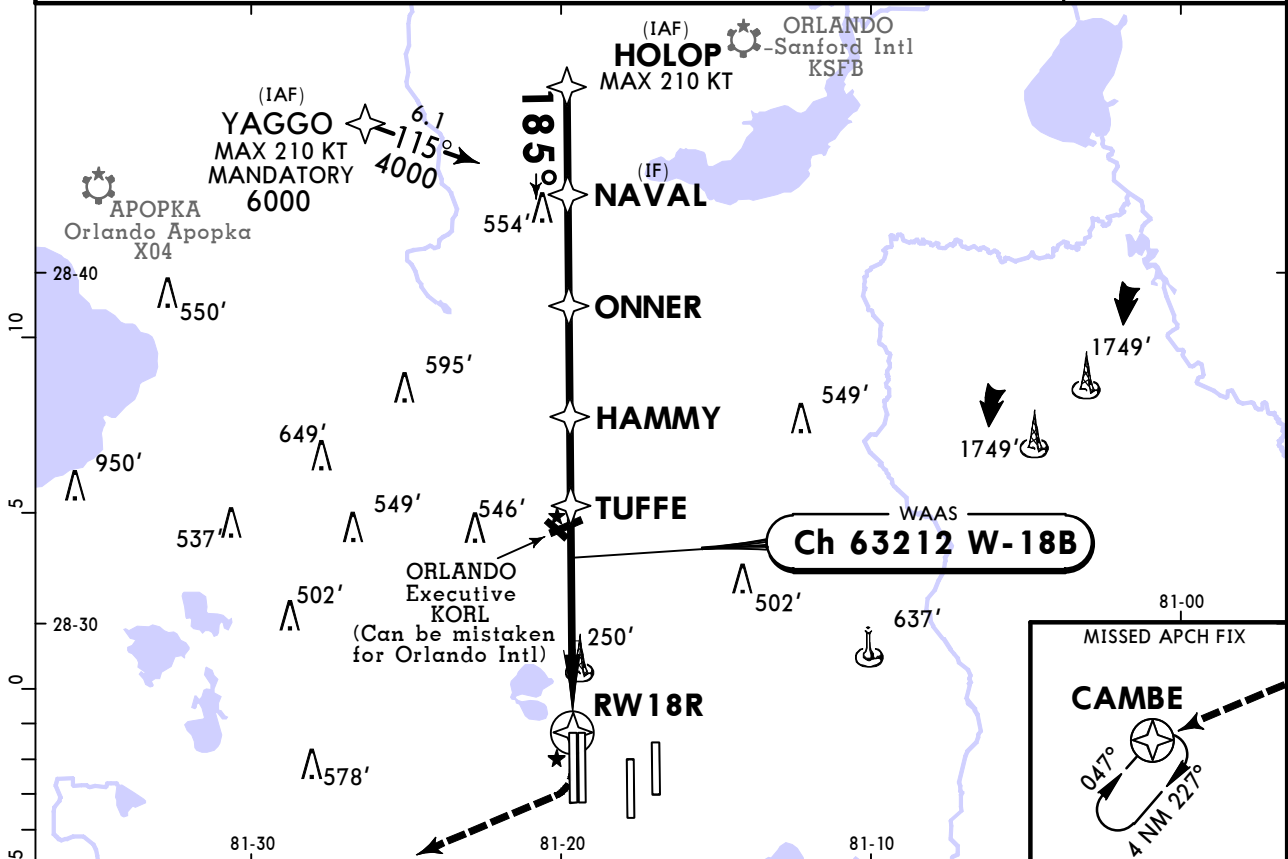 (IAF)
HOLOP
MAX 210 KT
ORLANDO
-Sanford Intl
KSFB
(IAF)
YAGGO
MAX 210 KT
MANDATORY
6000
6.1
115°
4000
185°
(IF)
NAVAL
554'
APOPKA
Orlando Apopka
X04
28-40
550'
ONNER
10
1749'
595'
549'
HAMMY
649'
1749'
950'
549'
546'
TUFFE
5
537'
WAAS
Ch 63212 W-18B
ORLANDO
Executive
KORL
(Can be mistaken
for Orlando Intl)
502'
502'
637'
81-00
28-30
250'
MISSED APCH FIX
0
RW18R
CAMBE
578'
047°
4 NM 227°
5
81-30
81-20
81-10